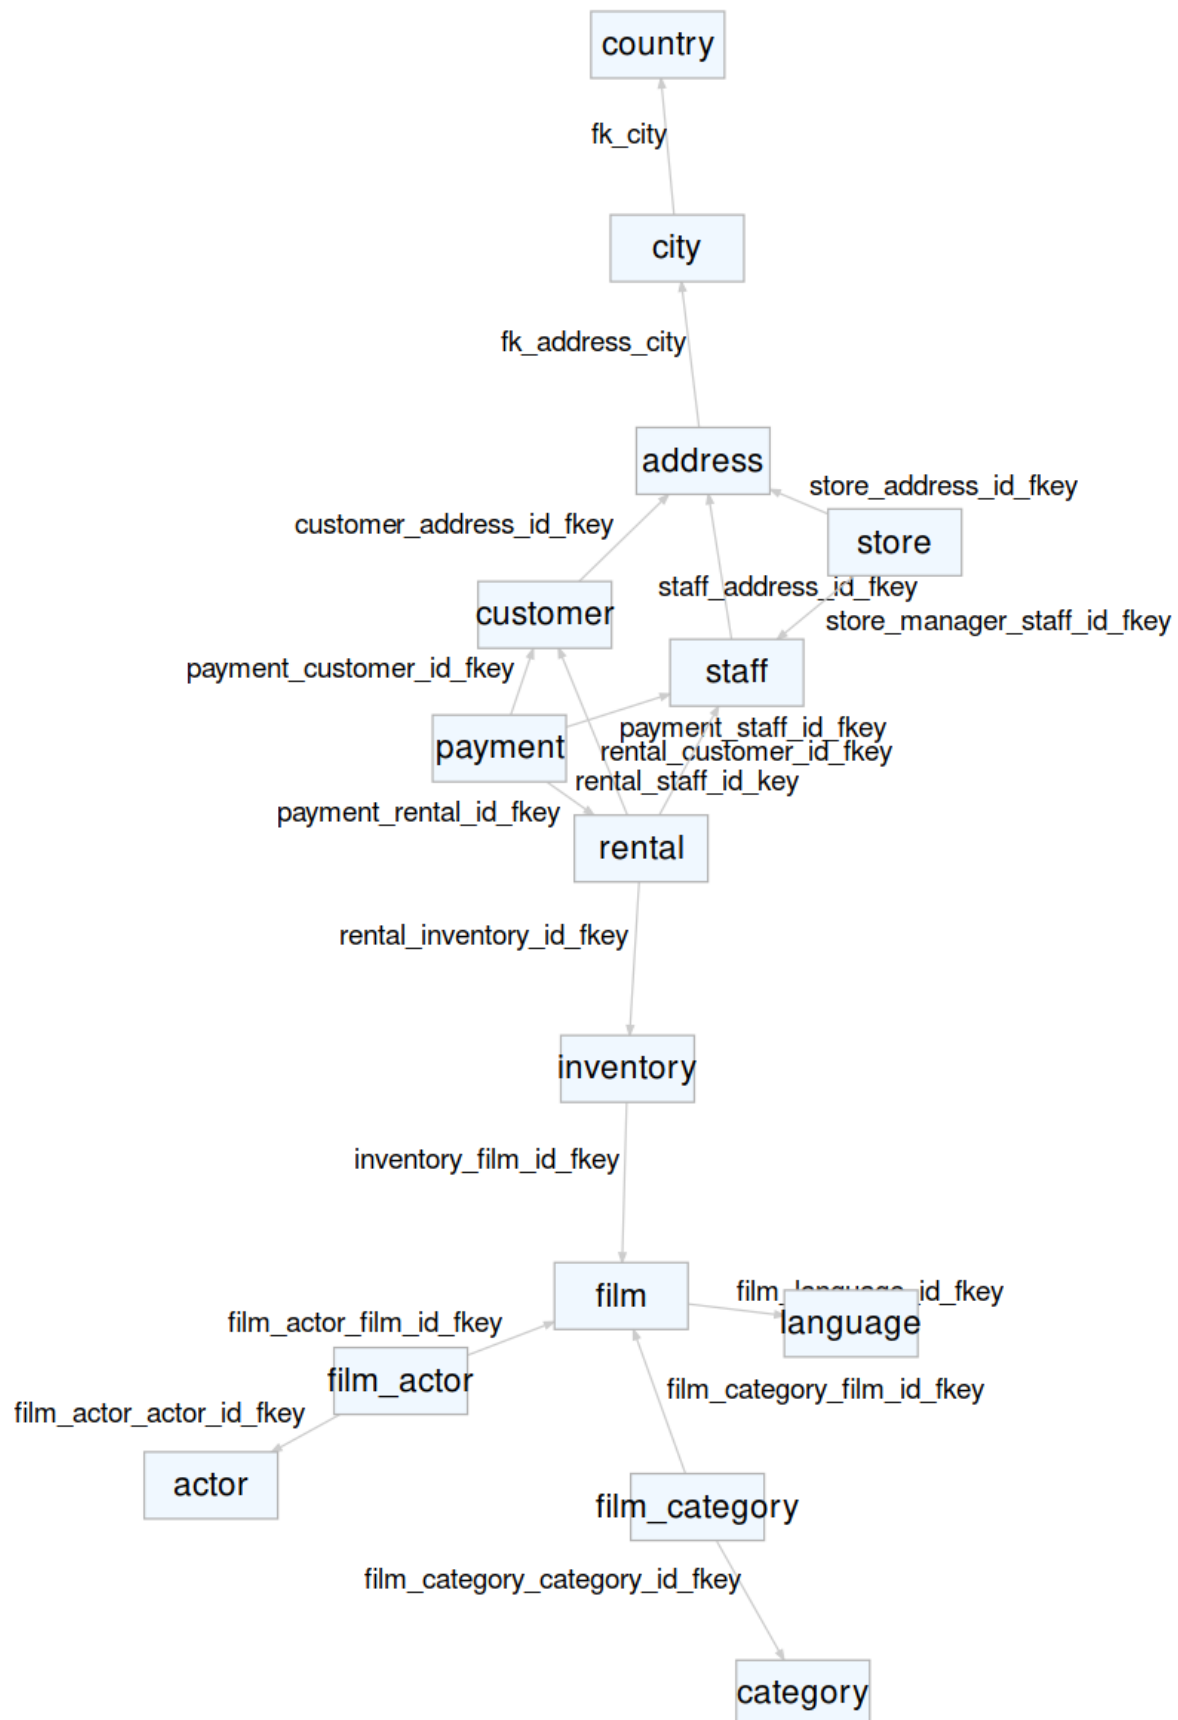 country
fk_city
city
fk_address_city
address
store_address_id_fkey
customer_address_id_fkey
store
staff_address_id_fkey
customer
store_manager_staff_id_fkey
payment_customer_id_fkey
staff
payment_staff_id_fkey
payment
rental_customer_id_fkey
rental_staff_id_key
payment_rental_id_fkey
rental
rental_inventory_id_fkey
inventory
inventory_film_id_fkey
film
film_language_id_fkey
film_actor_film_id_fkey
language
film_actor
film_category_film_id_fkey
film_actor_actor_id_fkey
actor
film_category
film_category_category_id_fkey
category